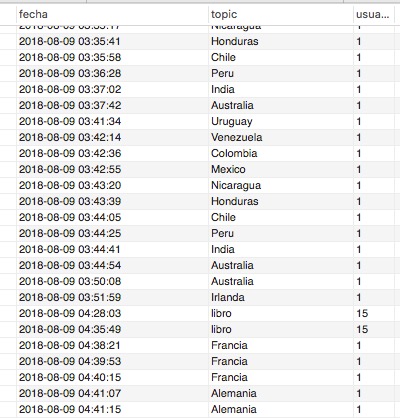 fecha topic usua...
Nicaragua 1
2018-08-09 03:35:41 Honduras 1
2018-08-09 03:35:58 Chile 1
2018-08-09 03:36:28 Peru 1
2018-08-09 03:37:02 India 1
2018-08-09 03:37:42 Australia 1
2018-08-09 03:41:34 Uruguay 1
2018-08-09 03:42:14 Venezuela 1
2018-08-09 03:42:36 Colombia 1
2018-08-09 03:42:55 Mexico 1
2018-08-09 03:43:20 Nicaragua 1
2018-08-09 03:43:39 Honduras 1
2018-08-09 03:44:05 Chile 1
2018-08-09 03:44:25 Peru 1
2018-08-09 03:44:41 India 1
2018-08-09 03:44:54 Australia 1
2018-08-09 03:50:08 Australia 1
2018-08-09 03:51:59 Irlanda 1
2018-08-09 04:28:03 libro 15
2018-08-09 04:35:49 libro 15
2018-08-09 04:38:21 Francia 1
2018-08-09 04:39:53 Francia 1
2018-08-09 04:40:15 Francia 1
2018-08-09 04:41:07 Alemania 1
2018-08-09 04:41:15 Alemania 1